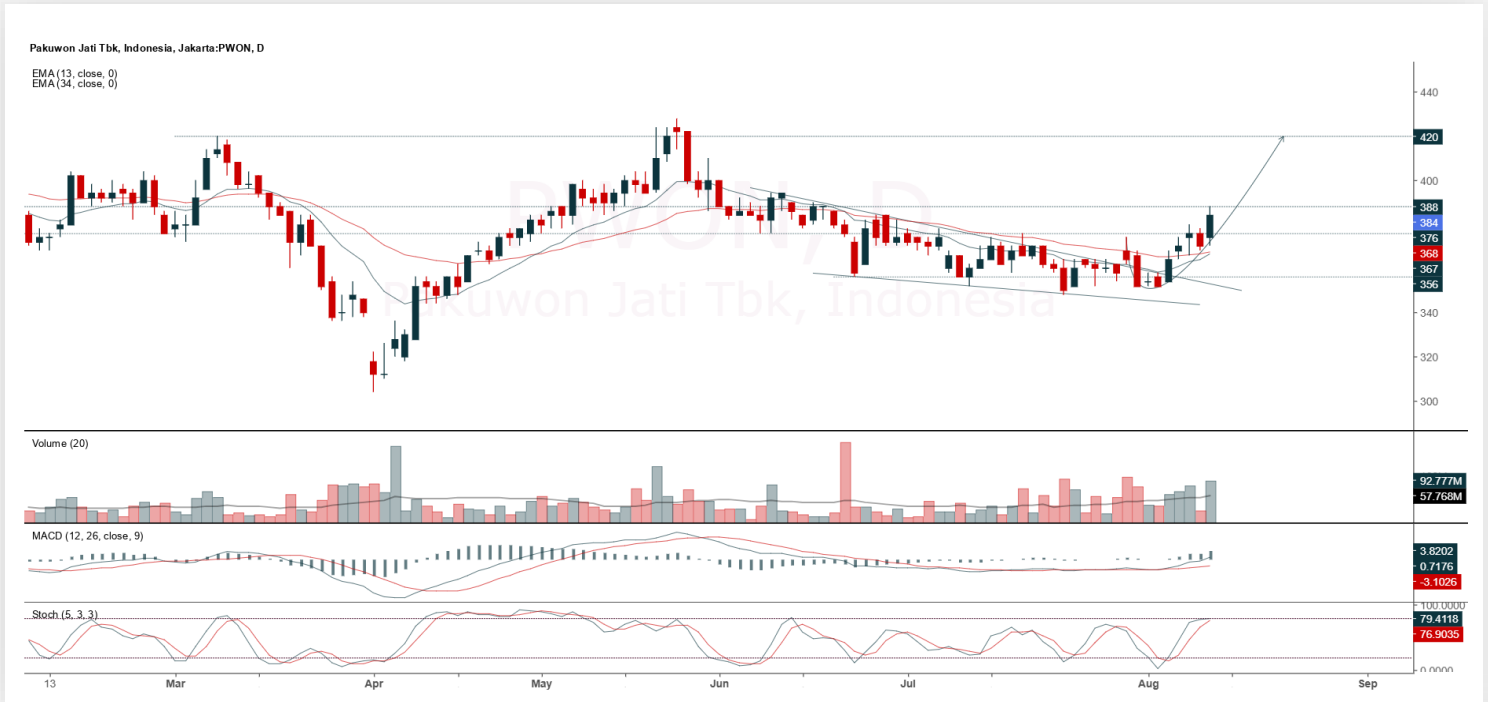 Pakuwon Jati Tbk, Indonesia, Jakarta:PWON, D
EMA (13, close, 0)
EMA (34, close, 0)
PWON, D
Pakuwon Jati Tbk, Indonesia
440
420
400
388
384
376
368
367
356
340
320
300
Volume (20)
92.777M
57.768M
MACD (12, 26, close, 9)
3.8202
0.7176
-3.1026
Stoch (5, 3, 3)
100.0000
79.4118
76.9035
0.0000
13 Mar Apr May Jun Jul Aug Sep